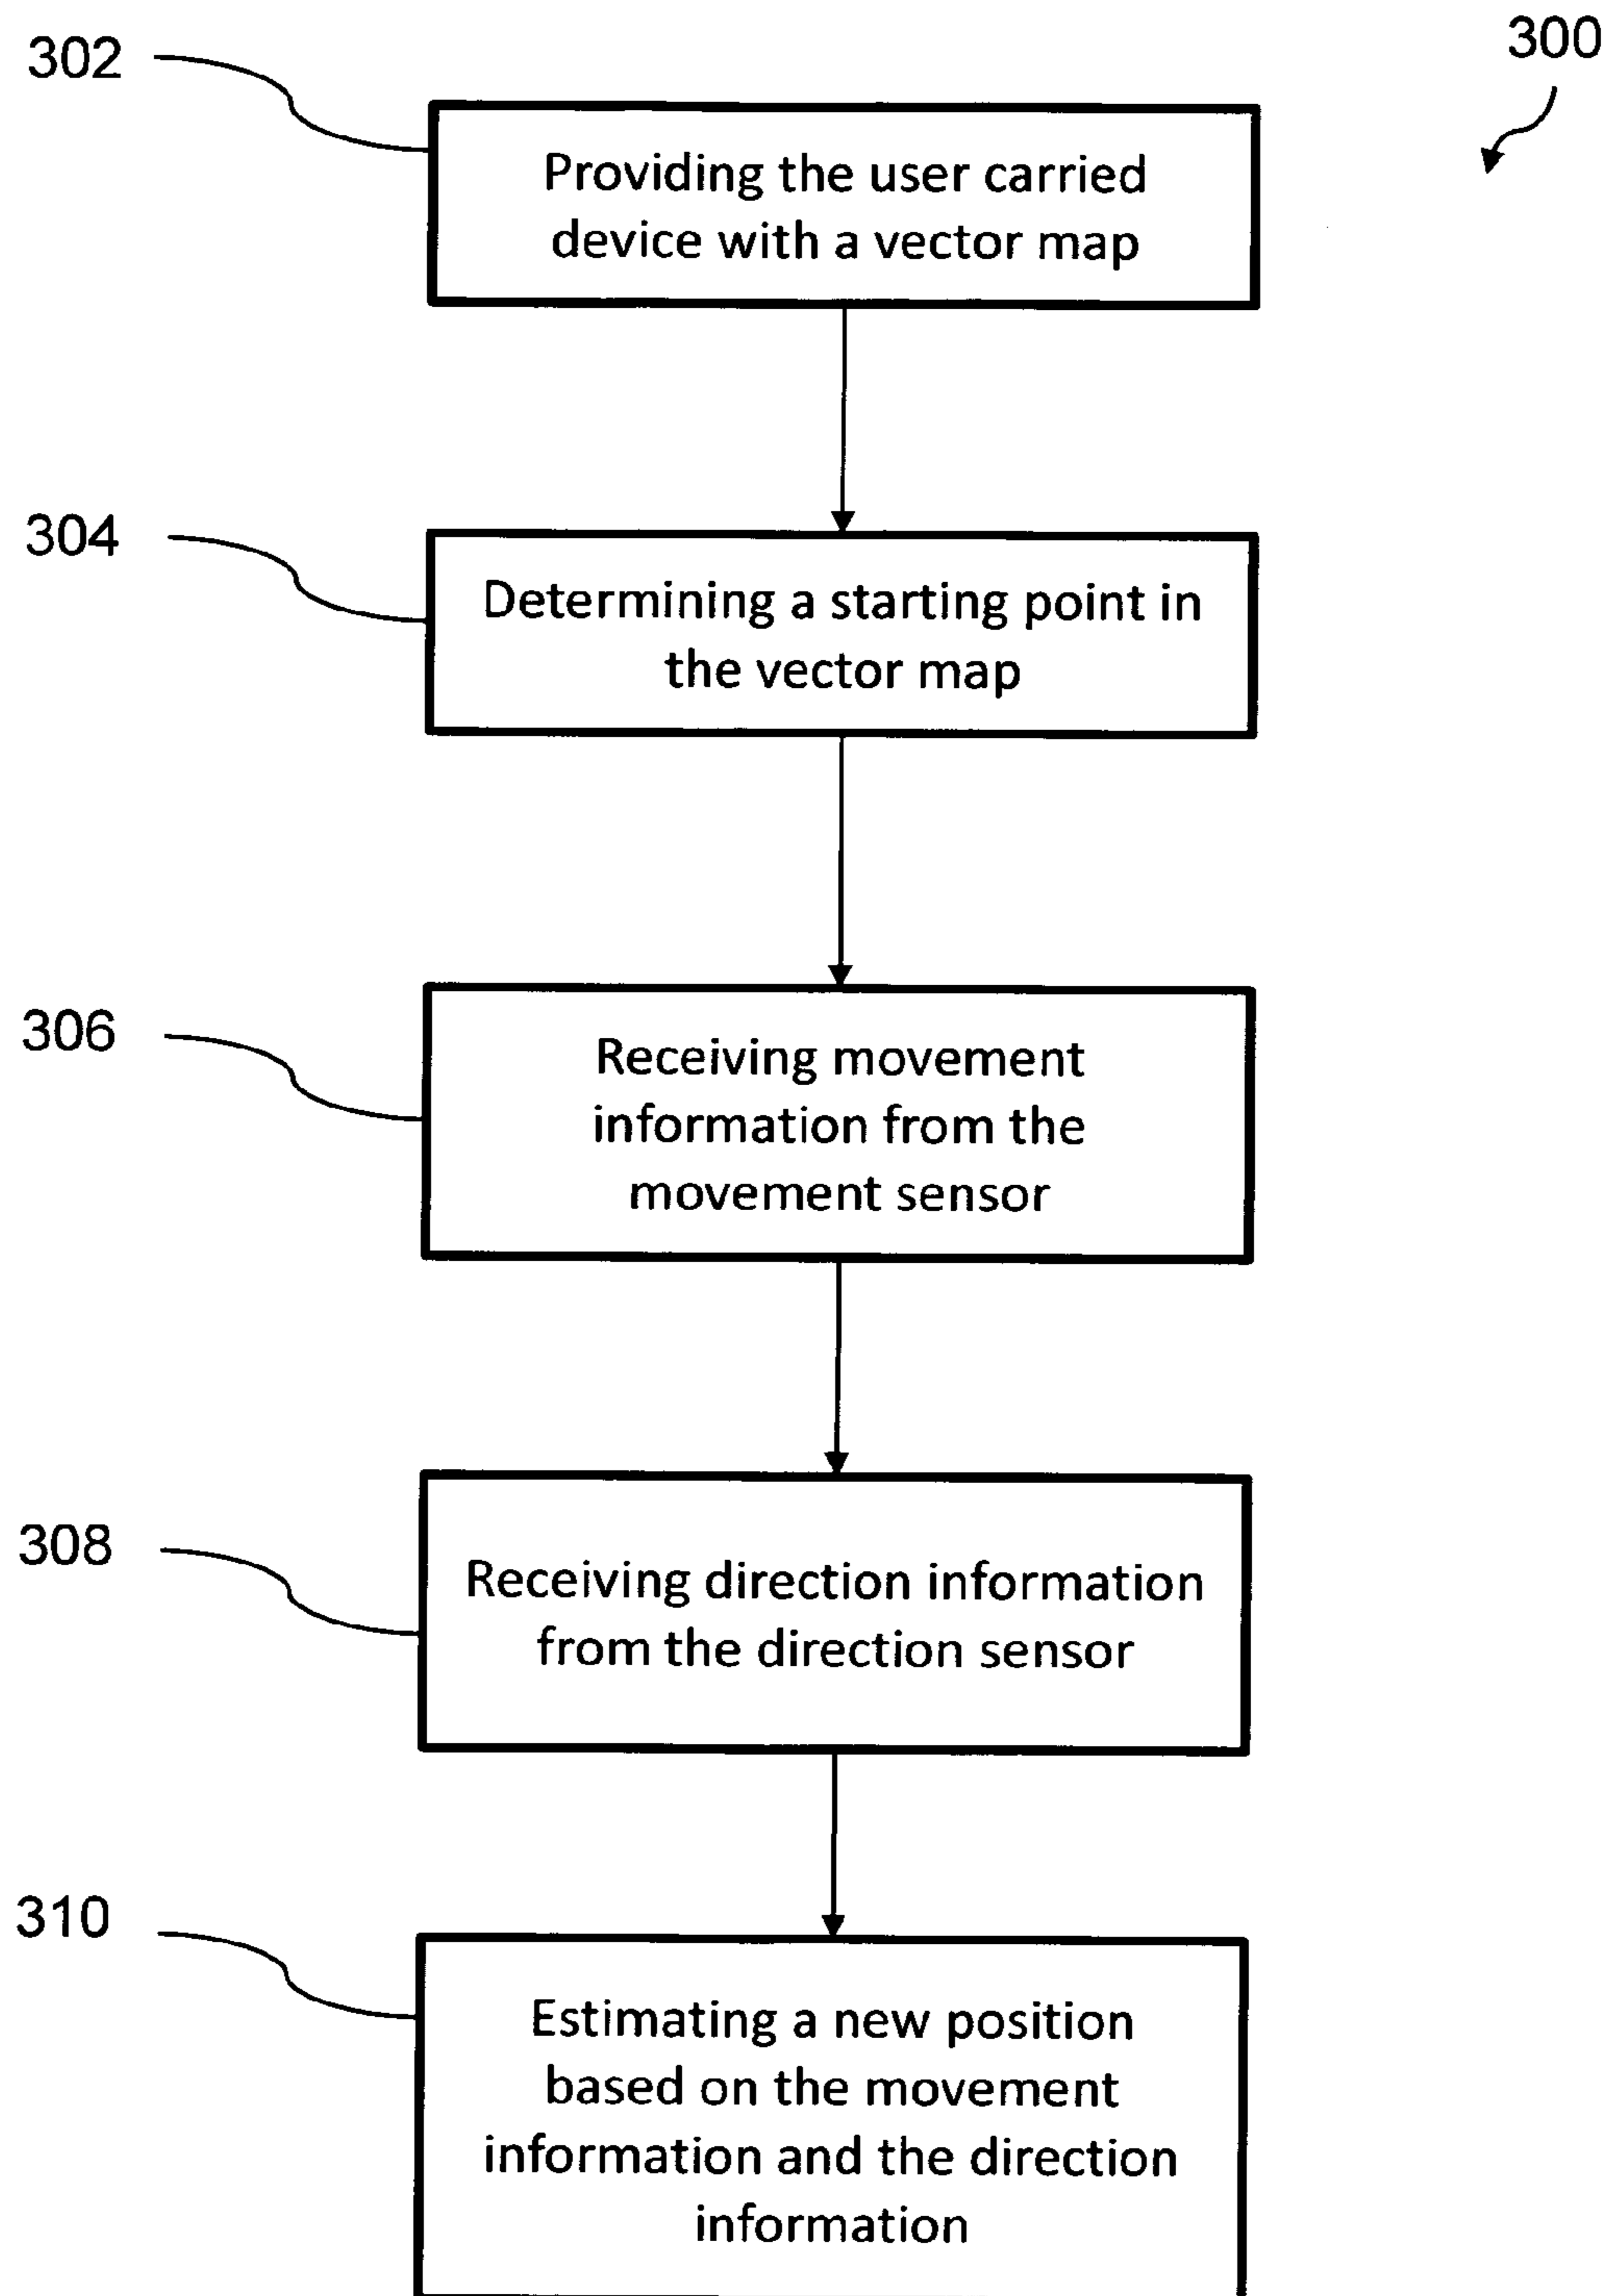 302
300
Providing the user carried
device with a vector map
304
Determining a starting point in
the vector map
306
Receiving movement
information from the
movement sensor
308
Receiving direction information
from the direction sensor
310
Estimating a new position
based on the movement
information and the direction
information